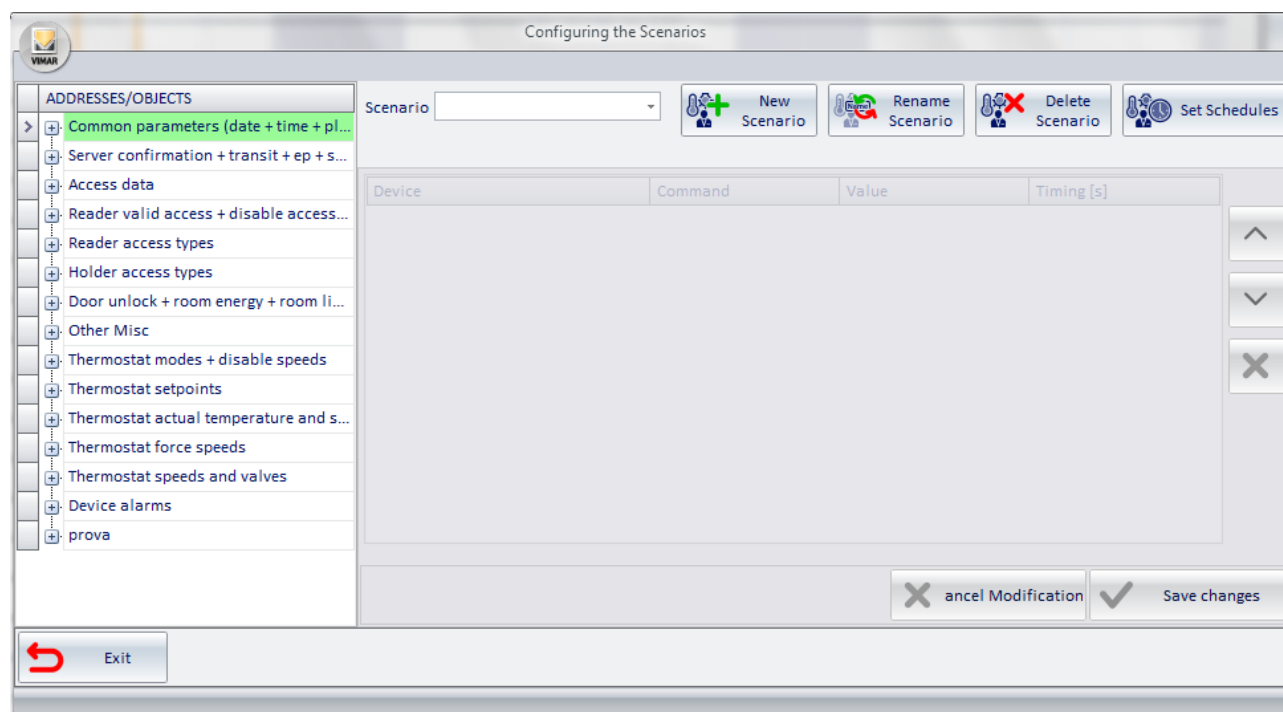 Configuring the Scenarios
VIMAR
ADDRESSES/OBJECTS
Common parameters (date + time + pl...
Server confirmation + transit + ep + s...
Access data
Reader valid access + disable access...
Reader access types
Holder access types
Door unlock + room energy + room li...
Other Misc
Thermostat modes + disable speeds
Thermostat setpoints
Thermostat actual temperature and s...
Thermostat force speeds
Thermostat speeds and valves
Device alarms
prova
Scenario
New
Scenario
Name
Rename
Scenario
Delete
Scenario
Set Schedules
Device Command Value Timing [s]
ancel Modification
Save changes
Exit